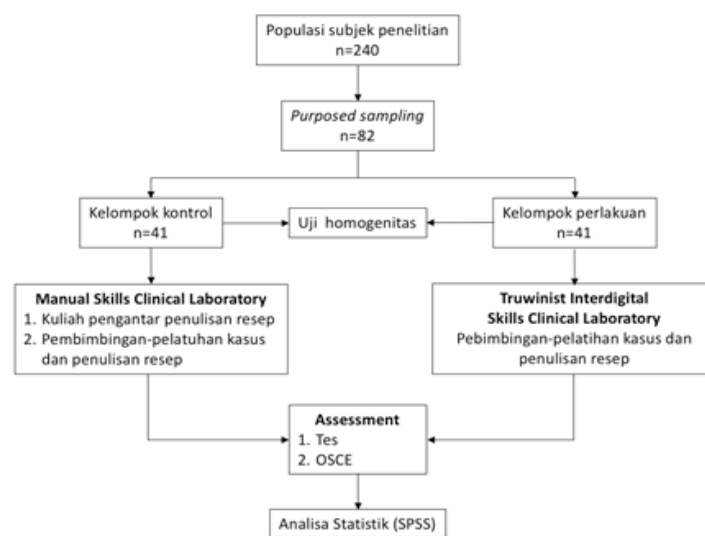 Populasi subjek penelitian
n=240
Purposed sampling
n=82
Kelompok kontrol
n=41
Uji homogenitas
Kelompok perlakuan
n=41
Manual Skills Clinical Laboratory
1. Kuliah pengantar penulisan resep
2. Pembimbingan-pelatuhan kasus
dan penulisan resep
Truwinist Interdigital
Skills Clinical Laboratory
Pebimbingan-pelatihan kasus dan
penulisan resep
Assessment
1. Tes
2. OSCE
Analisa Statistik (SPSS)